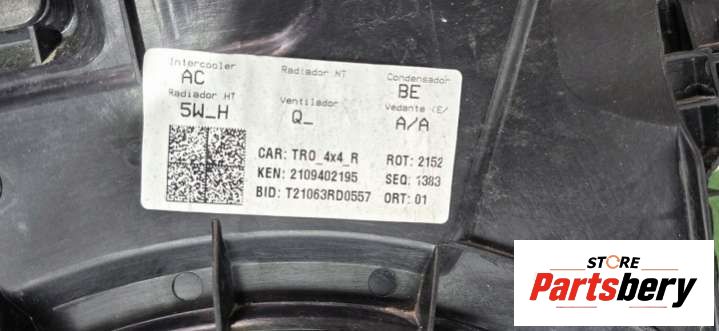 Intercooler
AC
Radiador NT
Condensador
BE
Radiador HT
5W_H
Ventilador
Q_
Vedante (E/
A/A
CAR: TRO_4x4_R
ROT: 2152
KEN: 2109402195
SEQ: 1383
BID: T21063RD0557
ORT: 01
STORE
Partsbery